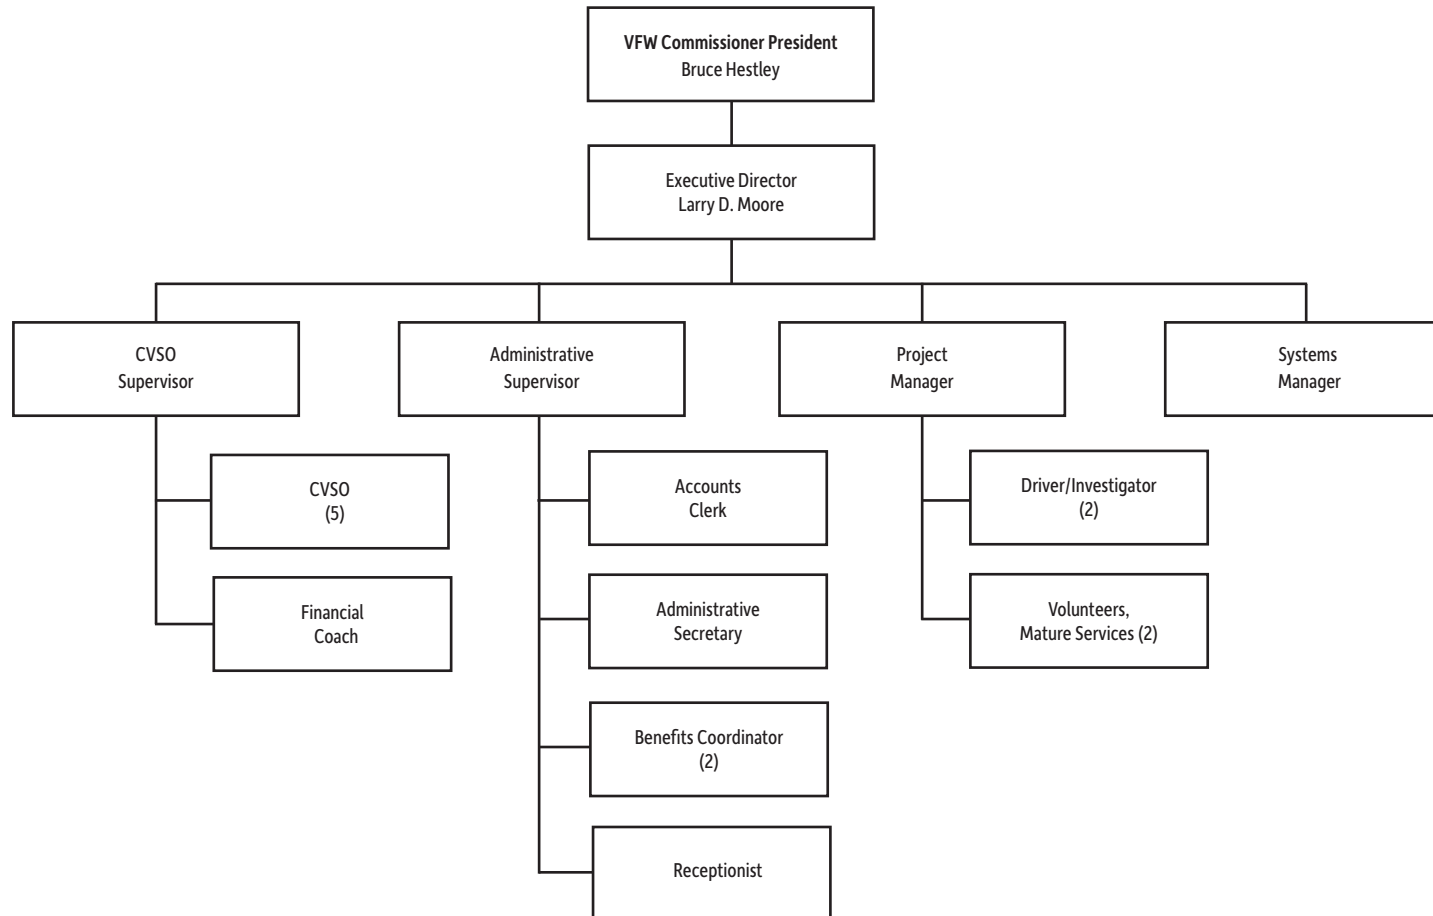 VFW Commissioner President
Bruce Hestley
Executive Director
Larry D. Moore
CVSO
Supervisor
Administrative
Supervisor
Project
Manager
Systems
Manager
CVSO
(5)
Financial
Coach
Accounts
Clerk
Administrative
Secretary
Benefits Coordinator
(2)
Receptionist
Driver/Investigator
(2)
Volunteers,
Mature Services (2)